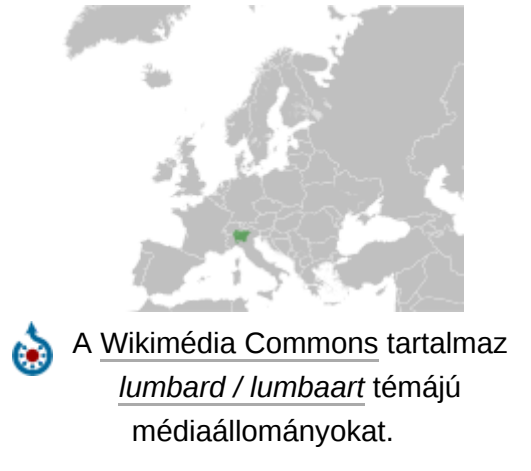 A Wikimédia Commons tartalmaz
lumbard / lumbaart témájú
médiaállományokat.